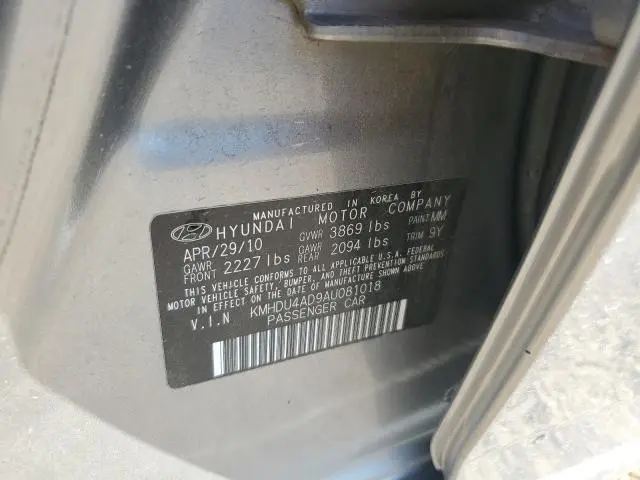 MANUFACTURED IN KOREA BY
HYUNDAI MOTOR COMPANY
APR/29/10 GVWR 3869 lbs PAINT MM
GAWR FRONT 2227 lbs GAWR REAR 2094 lbs TRIM 9Y
THIS VEHICLE CONFORMS TO ALL APPLICABLE U.S.A. FEDERAL
MOTOR VEHICLE SAFETY, BUMPER, AND THEFT PREVENTION STANDARDS
IN EFFECT ON THE DATE OF MANUFACTURE SHOWN ABOVE.
V.I.N KMHDU4AD9AU081018
PASSENGER CAR